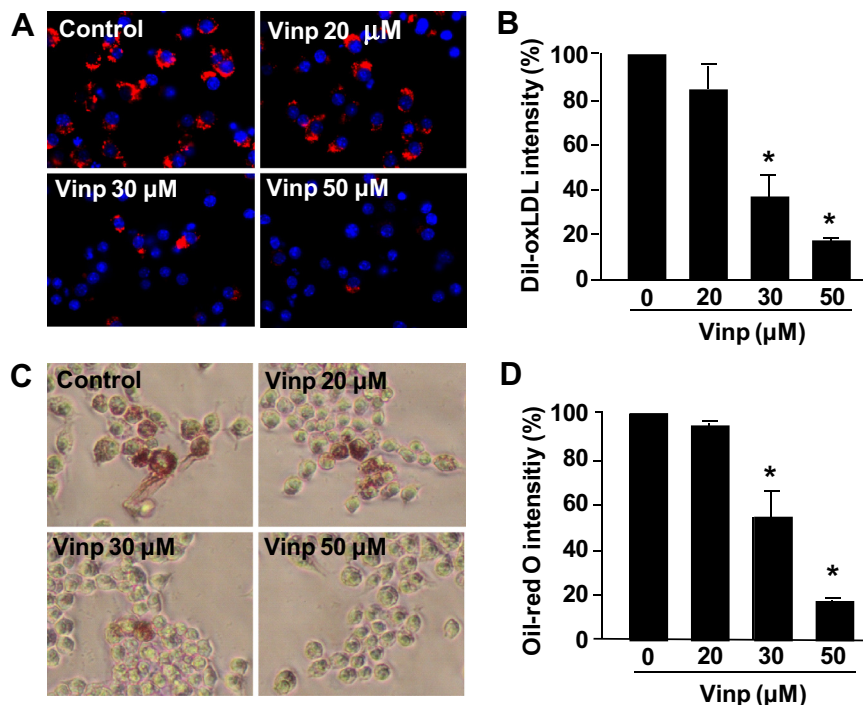 A
Control
Vinp 20 µM
Vinp 30 µM
Vinp 50 µM
B
Dil-oxLDL intensity (%)
100
80
60
40
20
0
*
*
0 20 30 50
Vinp (µM)
C
Control
Vinp 20 µM
Vinp 30 µM
Vinp 50 µM
D
Oil-red O intensitiy (%)
100
80
60
40
20
0
*
*
0 20 30 50
Vinp (µM)